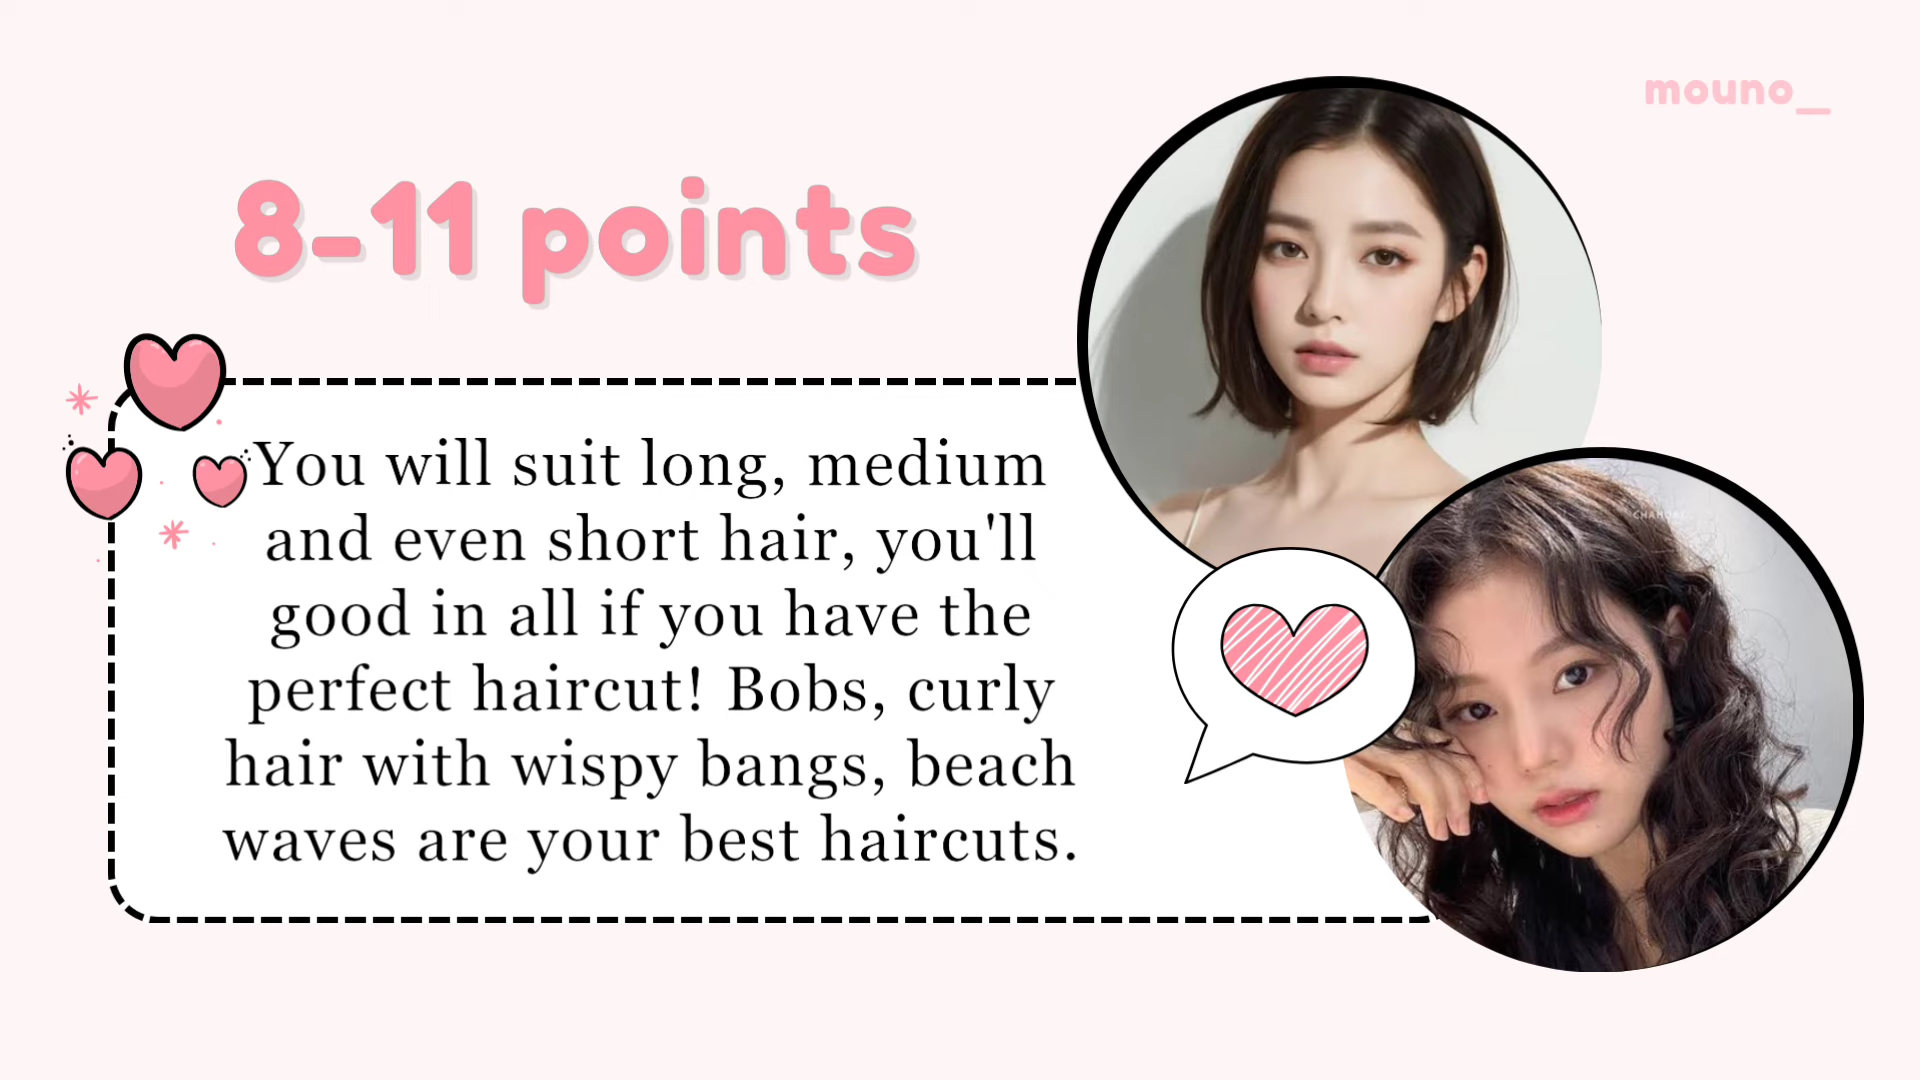 mouno_
8-11 points
You will suit long, medium
and even short hair, you'll
good in all if you have the
perfect haircut! Bobs, curly
hair with wispy bangs, beach
waves are your best haircuts.